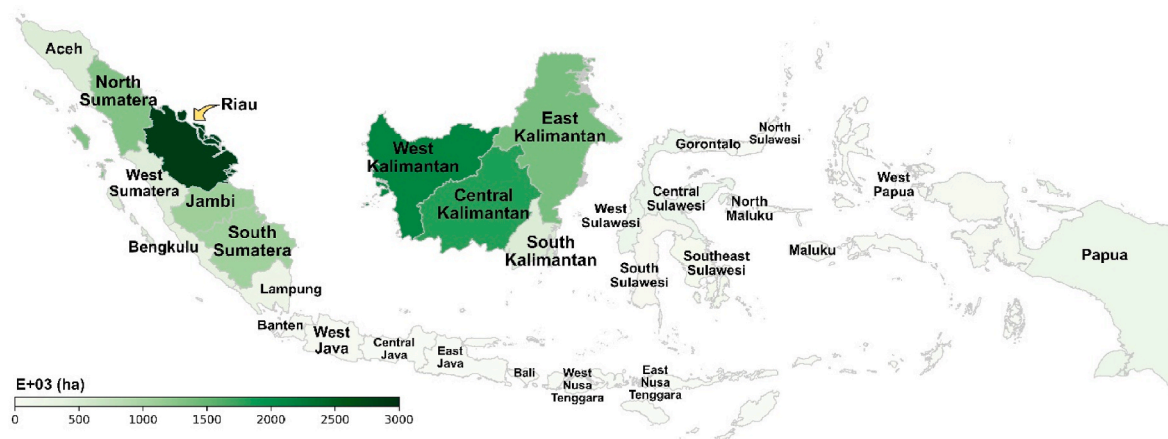 Aceh
North
Sumatera
Riau
West
Sumatera
Jambi
South
Sumatera
Bengkulu
Lampung
Banten
West
Java
Central
Java
East
Java
Bali
West
Nusa
Tenggara
East
Nusa
Tenggara
West
Kalimantan
Central
Kalimantan
East
Kalimantan
South
Kalimantan
Gorontalo
North
Sulawesi
Central
Sulawesi
West
Sulawesi
South
Sulawesi
Southeast
Sulawesi
North
Maluku
Maluku
West
Papua
Papua
E+03 (ha)
0 500 1000 1500 2000 2500 3000